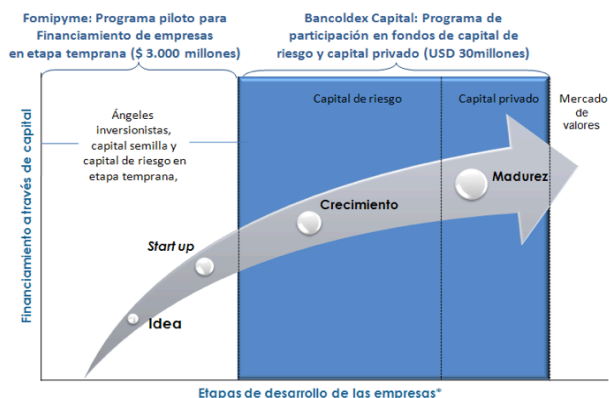 Fomipyme: Programa piloto para
Financiamiento de empresas
en etapa temprana ($ 3.000 millones)
Bancoldex Capital: Programa de
participación en fondos de capital de
riesgo y capital privado (USD 30millones)
Capital de riesgo
Capital privado
Mercado
de
valores
Ángeles
inversionistas,
capital semilla y
capital de riesgo en
etapa temprana,
Madurez
Crecimiento
Start up
Idea
Financiamiento através de capital
Etapas de desarrollo de las empresas*